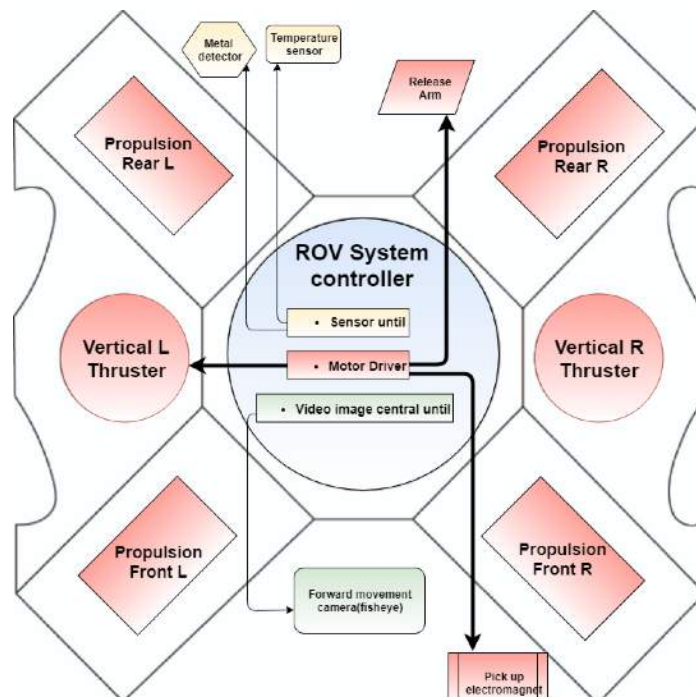 Metal
detector
Temperature
sensor
Release
Arm
Propulsion
Rear L
Propulsion
Rear R
ROV System
controller
• Sensor until
Vertical L
Thruster
• Motor Driver
Vertical R
Thruster
• Video image central until
Propulsion
Front L
Propulsion
Front R
Forward movement
camera(fisheye)
Pick up
electromagnet